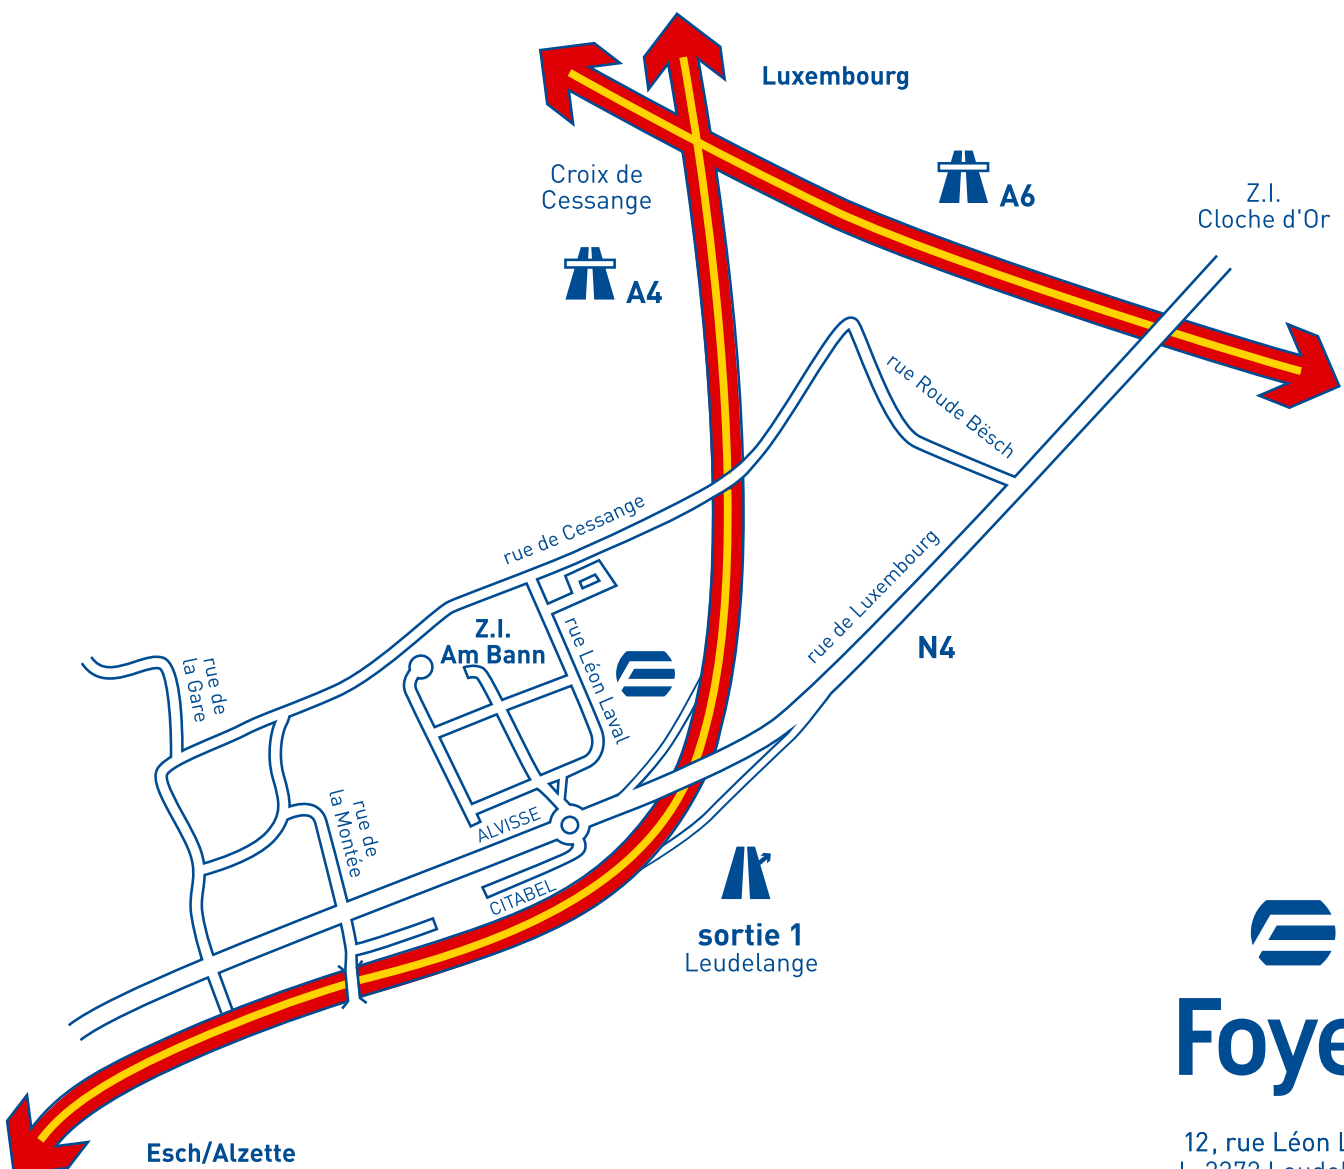 Luxembourg
Croix de
Cessange
A6
Z.I.
Cloche d'Or
A4
rue Roude Bësch
rue de Cessange
rue de Luxembourg
N4
Z.I.
Am Bann
rue Léon Laval
rue de
la Gare
rue de
la Montée
ALVISSE
CITABEL
sortie 1
Leudelange
Foye
12, rue Léon L
Esch/Alzette